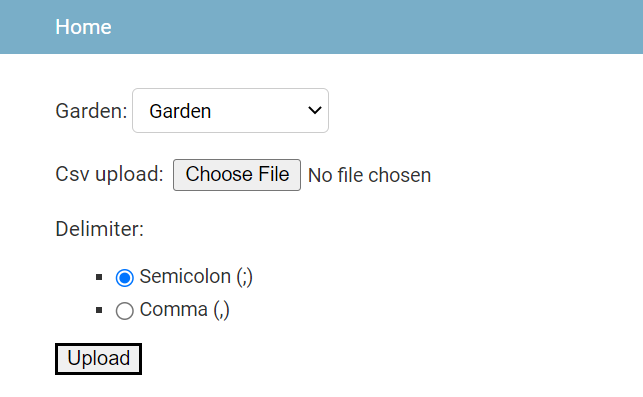 Home
Garden: Garden
Csv upload: Choose File No file chosen
Delimiter:
Semicolon (;)
Comma (,)
Upload